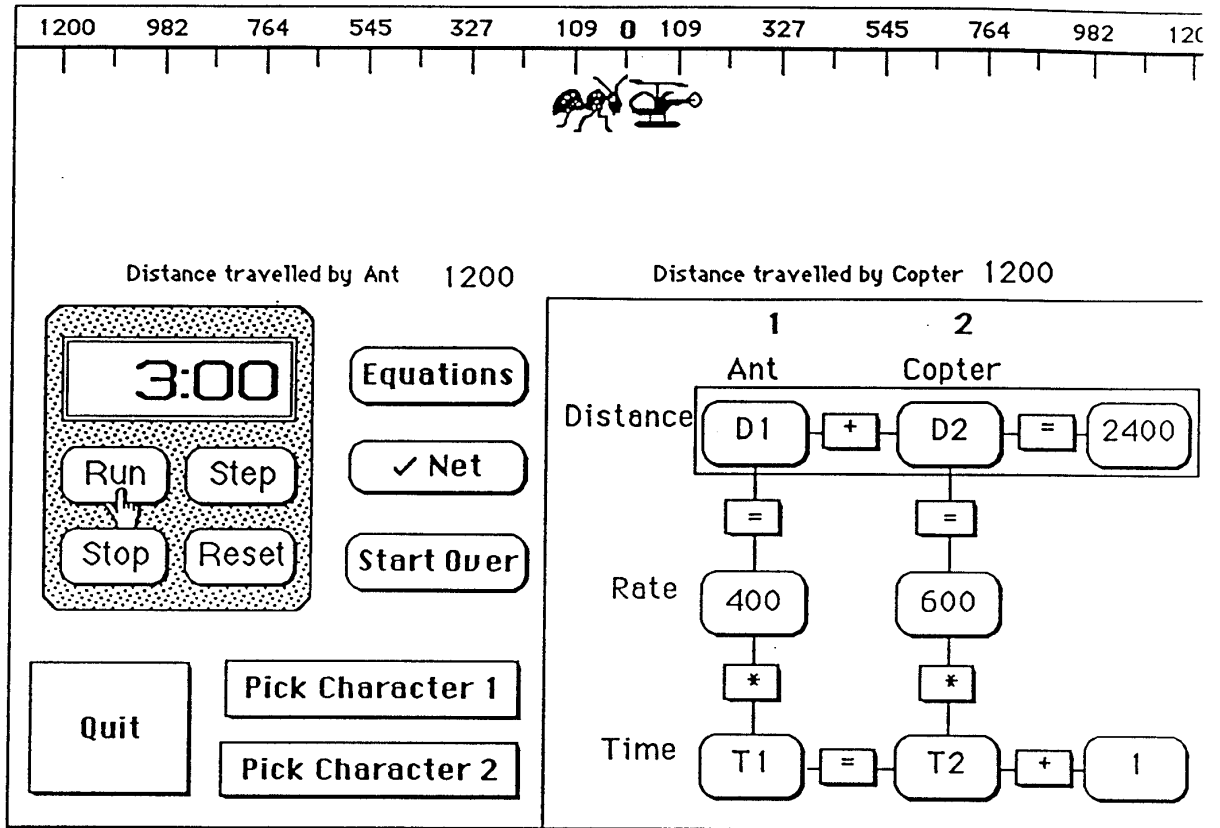 1200 982 764 545 327 109 0 109 327 545 764 982 120
Distance travelled by Ant 1200
Distance travelled by Copter 1200
3:00
Run
Step
Stop
Reset
Equations
✓ Net
Start Over
Quit
Pick Character 1
Pick Character 2
1 2
Ant Copter
Distance D1 + D2 = 2400
= =
Rate 400 600
* *
Time T1 = T2 + 1